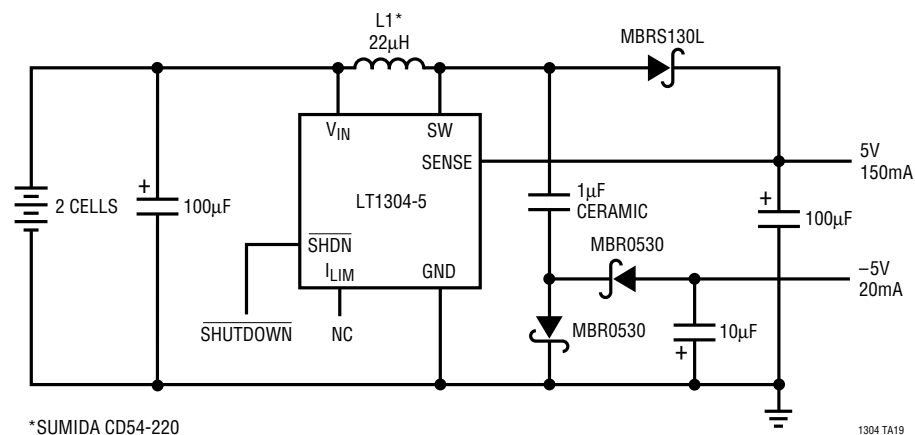 L1*
22μH
MBRS130L
VIN
SW
SENSE
5V
150mA
LT1304-5
2 CELLS
+
100μF
1μF
CERAMIC
+
100μF
SHDN
ILIM
GND
MBR0530
–5V
20mA
SHUTDOWN
NC
MBR0530
10μF
+
*SUMIDA CD54-220
1304 TA19